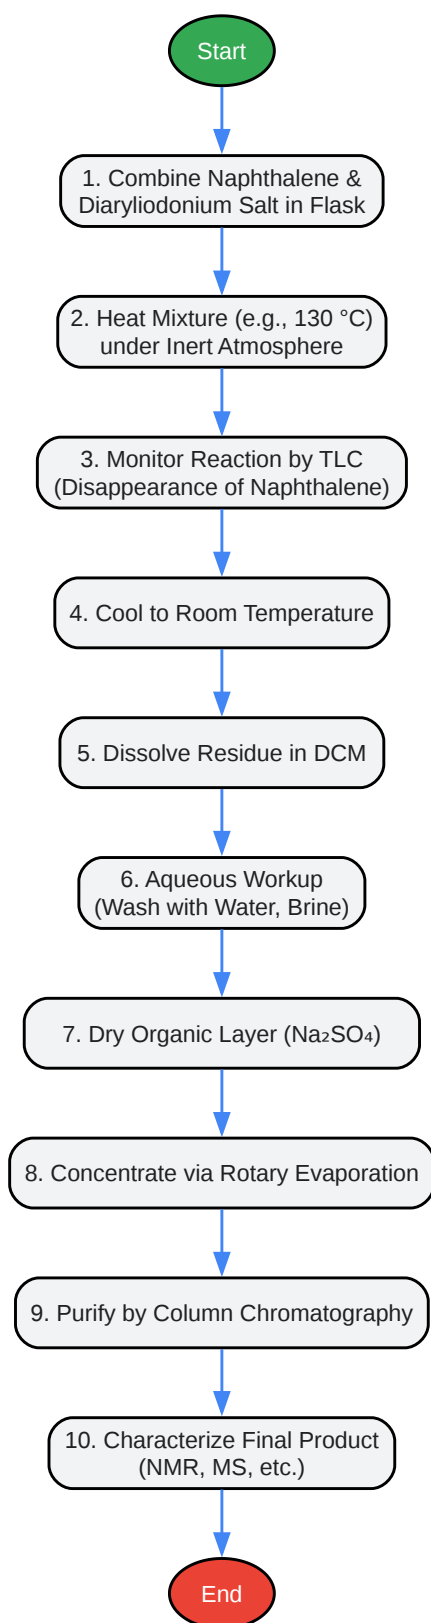 Start
1. Combine Naphthalene &
Diaryliodonium Salt in Flask
2. Heat Mixture (e.g., 130 °C)
under Inert Atmosphere
3. Monitor Reaction by TLC
(Disappearance of Naphthalene)
4. Cool to Room Temperature
5. Dissolve Residue in DCM
6. Aqueous Workup
(Wash with Water, Brine)
7. Dry Organic Layer (Na₂SO₄)
8. Concentrate via Rotary Evaporation
9. Purify by Column Chromatography
10. Characterize Final Product
(NMR, MS, etc.)
End